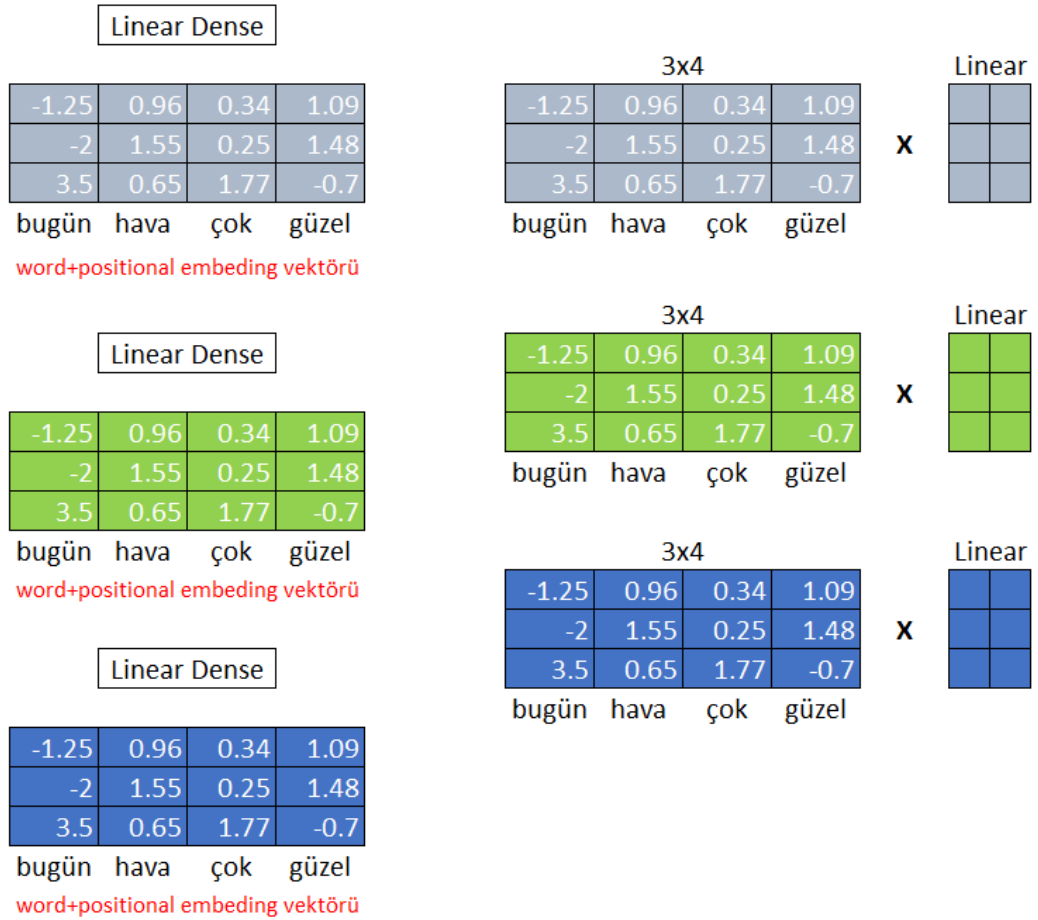 Linear Dense
-1.25 0.96 0.34 1.09
-2 1.55 0.25 1.48
3.5 0.65 1.77 -0.7
bugün hava çok güzel
word+positional embeding vektörü
Linear Dense
-1.25 0.96 0.34 1.09
-2 1.55 0.25 1.48
3.5 0.65 1.77 -0.7
bugün hava çok güzel
word+positional embeding vektörü
Linear Dense
-1.25 0.96 0.34 1.09
-2 1.55 0.25 1.48
3.5 0.65 1.77 -0.7
bugün hava çok güzel
word+positional embeding vektörü
3x4 Linear
-1.25 0.96 0.34 1.09
-2 1.55 0.25 1.48 X
3.5 0.65 1.77 -0.7
bugün hava çok güzel
3x4 Linear
-1.25 0.96 0.34 1.09
-2 1.55 0.25 1.48 X
3.5 0.65 1.77 -0.7
bugün hava çok güzel
3x4 Linear
-1.25 0.96 0.34 1.09
-2 1.55 0.25 1.48 X
3.5 0.65 1.77 -0.7
bugün hava çok güzel